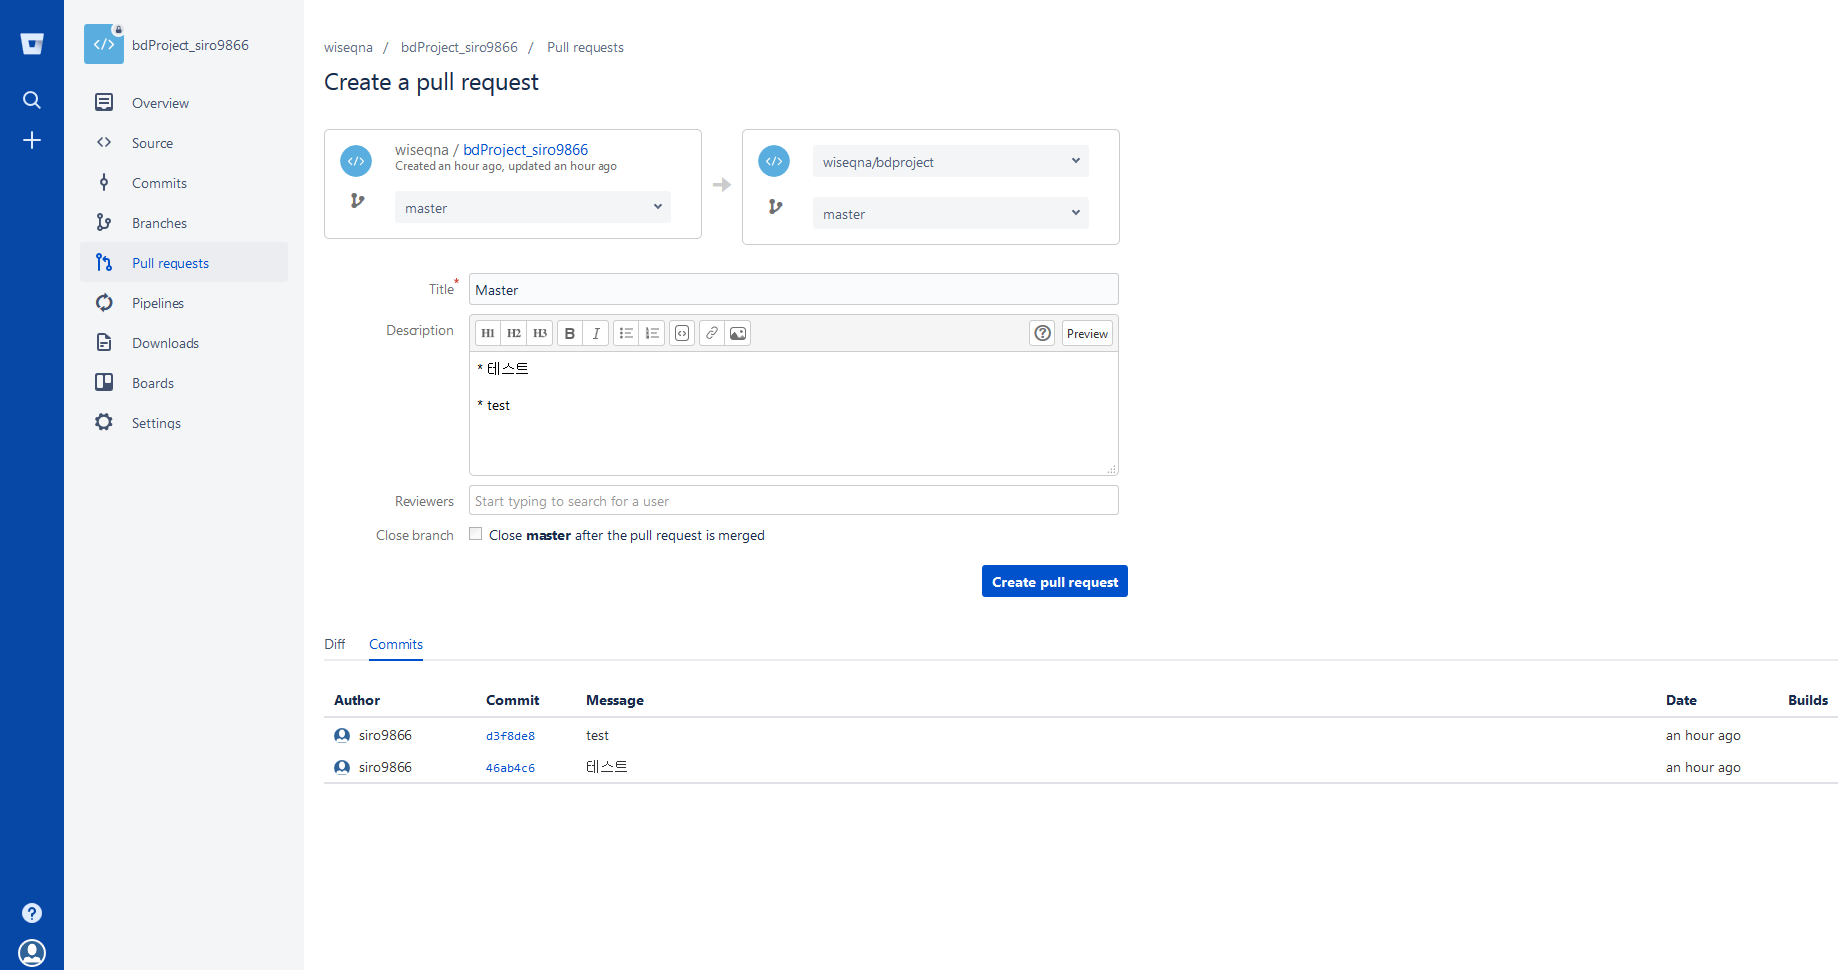 bdProject_siro9866
Overview
Source
Commits
Branches
Pull requests
Pipelines
Downloads
Boards
Settings
wiseqna / bdProject_siro9866 / Pull requests
Create a pull request
wiseqna / bdProject_siro9866
Created an hour ago, updated an hour ago
master
wiseqna/bdproject
master
Title*
Master
Description
H1 H2 H3 B I Preview
* 테스트
* test
Reviewers
Start typing to search for a user
Close branch
Close master after the pull request is merged
Create pull request
Diff Commits
Author Commit Message Date Builds
siro9866 d3f8de8 test an hour ago
siro9866 46ab4c6 테스트 an hour ago